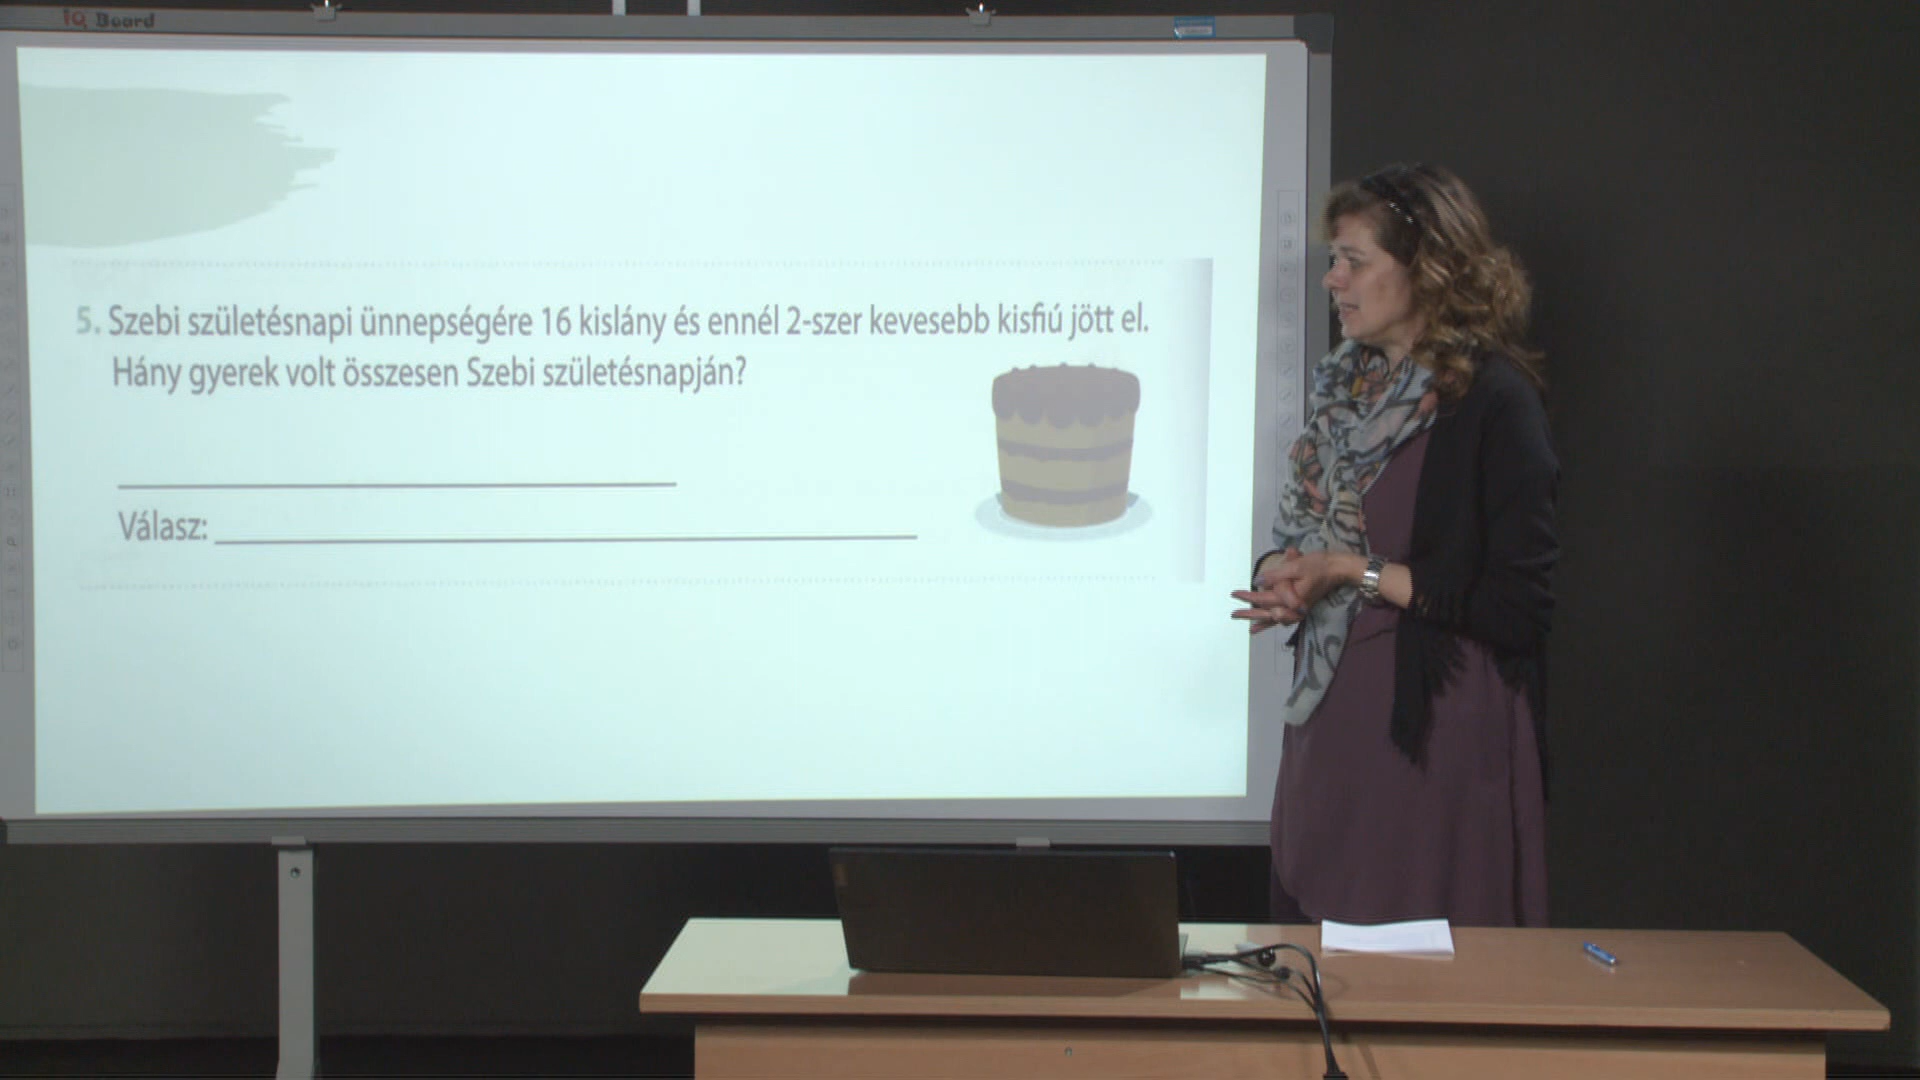 iQ Board
5. Szebi születésnapi ünnepségére 16 kislány és ennél 2-szer kevesebb kisfiú jött el.
Hány gyerek volt összesen Szebi születésnapján?
Válasz: